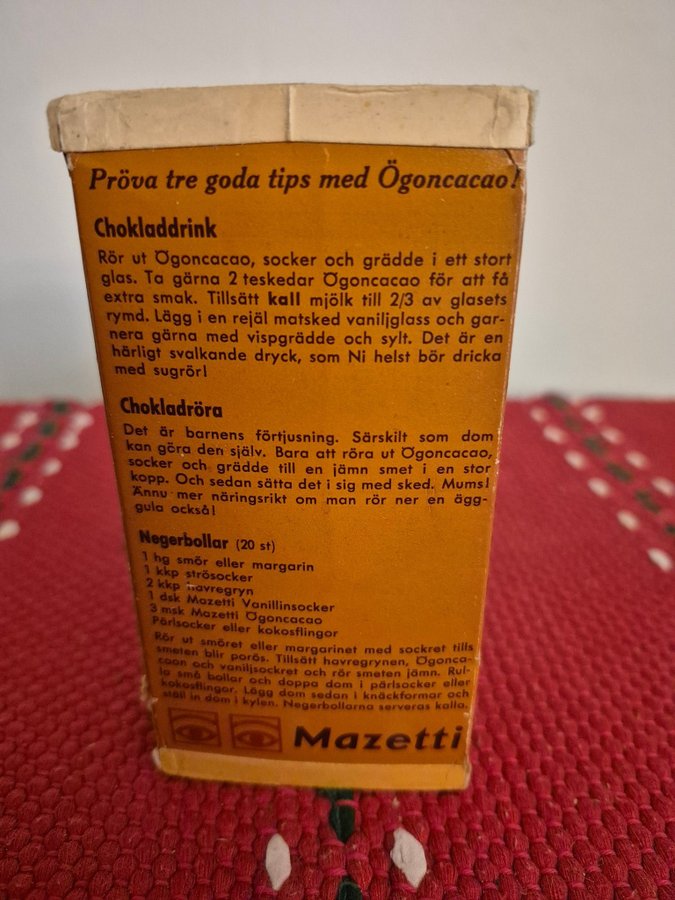 Pröva tre goda tips med Ögoncacao!
Chokladdrink
Rör ut Ögoncacao, socker och grädde i ett stort
glas. Ta gärna 2 teskedar Ögoncacao för att få
extra smak. Tillsätt kall mjölk till 2/3 av glasets
rymd. Lägg i en rejäl matsked vaniljglass och gar-
nera gärna med vispgrädde och sylt. Det är en
härligt svalkande dryck, som Ni helst bör dricka
med sugrör!
Chokladröra
Det är barnens förtjusning. Särskilt som dom
kan göra den själv. Bara att röra ut Ögoncacao,
socker och grädde till en jämn smet i en stor
kopp. Och sedan sätta det i sig med sked. Mums!
Ännu mer näringsrikt om man rör ner en ägg-
gula också!
Negerbollar (20 st)
1 hg smör eller margarin
1 kkp strösocker
2 kkp havregryn
1 dsk Mazetti Vanillinsocker
3 msk Mazetti Ögoncacao
Pärlsocker eller kokosflingor
Rör ut smöret eller margarinet med sockret tills
smeten blir porös. Tillsätt havregrynen, Ögonca-
caon och vaniljsockret och rör smeten jämn. Rul-
la små bollar och doppa dom i pärlsocker eller
kokosflingor. Lägg dom sedan i knäckformar och
ställ in dom i kylen. Negerbollarna serveras kalla.
Mazetti